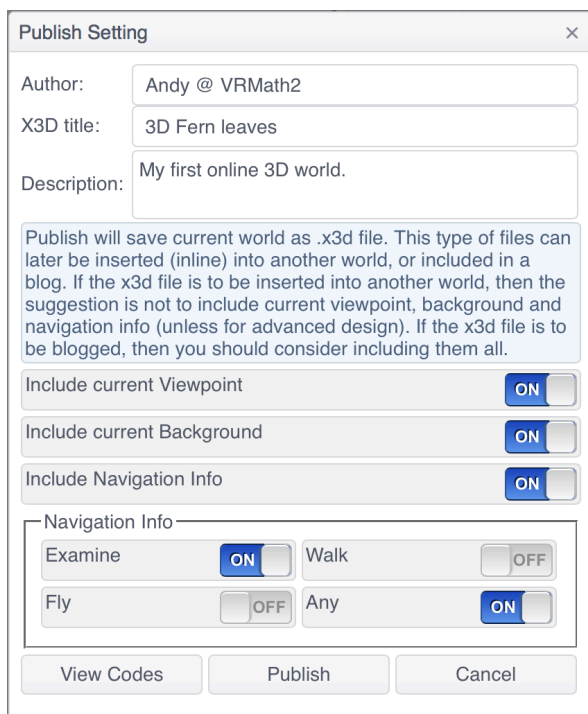 Publish Setting ×
Author: Andy @ VRMath2
X3D title: 3D Fern leaves
Description: My first online 3D world.
Publish will save current world as .x3d file. This type of files can
later be inserted (inline) into another world, or included in a
blog. If the x3d file is to be inserted into another world, then the
suggestion is not to include current viewpoint, background and
navigation info (unless for advanced design). If the x3d file is to
be blogged, then you should consider including them all.
Include current Viewpoint ON
Include current Background ON
Include Navigation Info ON
Navigation Info
Examine ON Walk OFF
Fly OFF Any ON
View Codes Publish Cancel